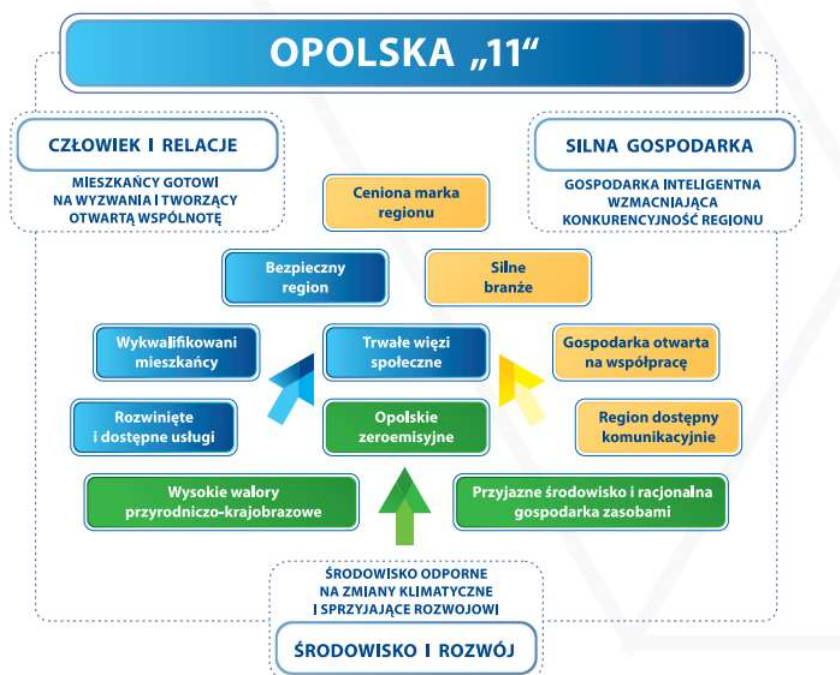 OPOLSKA „11“
CZŁOWIEK I RELACJE
MIESZKAŃCY GOTOWI
NA WYZWANIA I TWORZĄCY
OTWARTĄ WSPÓLNOTĘ
SILNA GOSPODARKA
GOSPODARKA INTELIGENTNA
WZMACNIAJĄCA
KONKURENCYJNOŚĆ REGIONU
Ceniona marka
regionu
Bezpieczny
region
Silne
branże
Wykwalifikowani
mieszkańcy
Trwałe więzi
społeczne
Gospodarka otwarta
na współpracę
Rozwinięte
i dostępne usługi
Opolskie
zeroemisyjne
Region dostępny
komunikacyjnie
Wysokie walory
przyrodniczo-krajobrazowe
Przyjazne środowisko i racjonalna
gospodarka zasobami
ŚRODOWISKO ODPORNE
NA ZMIANY KLIMATYCZNE
I SPRZYJAJĄCE ROZWOJOWI
ŚRODOWISKO I ROZWÓJ